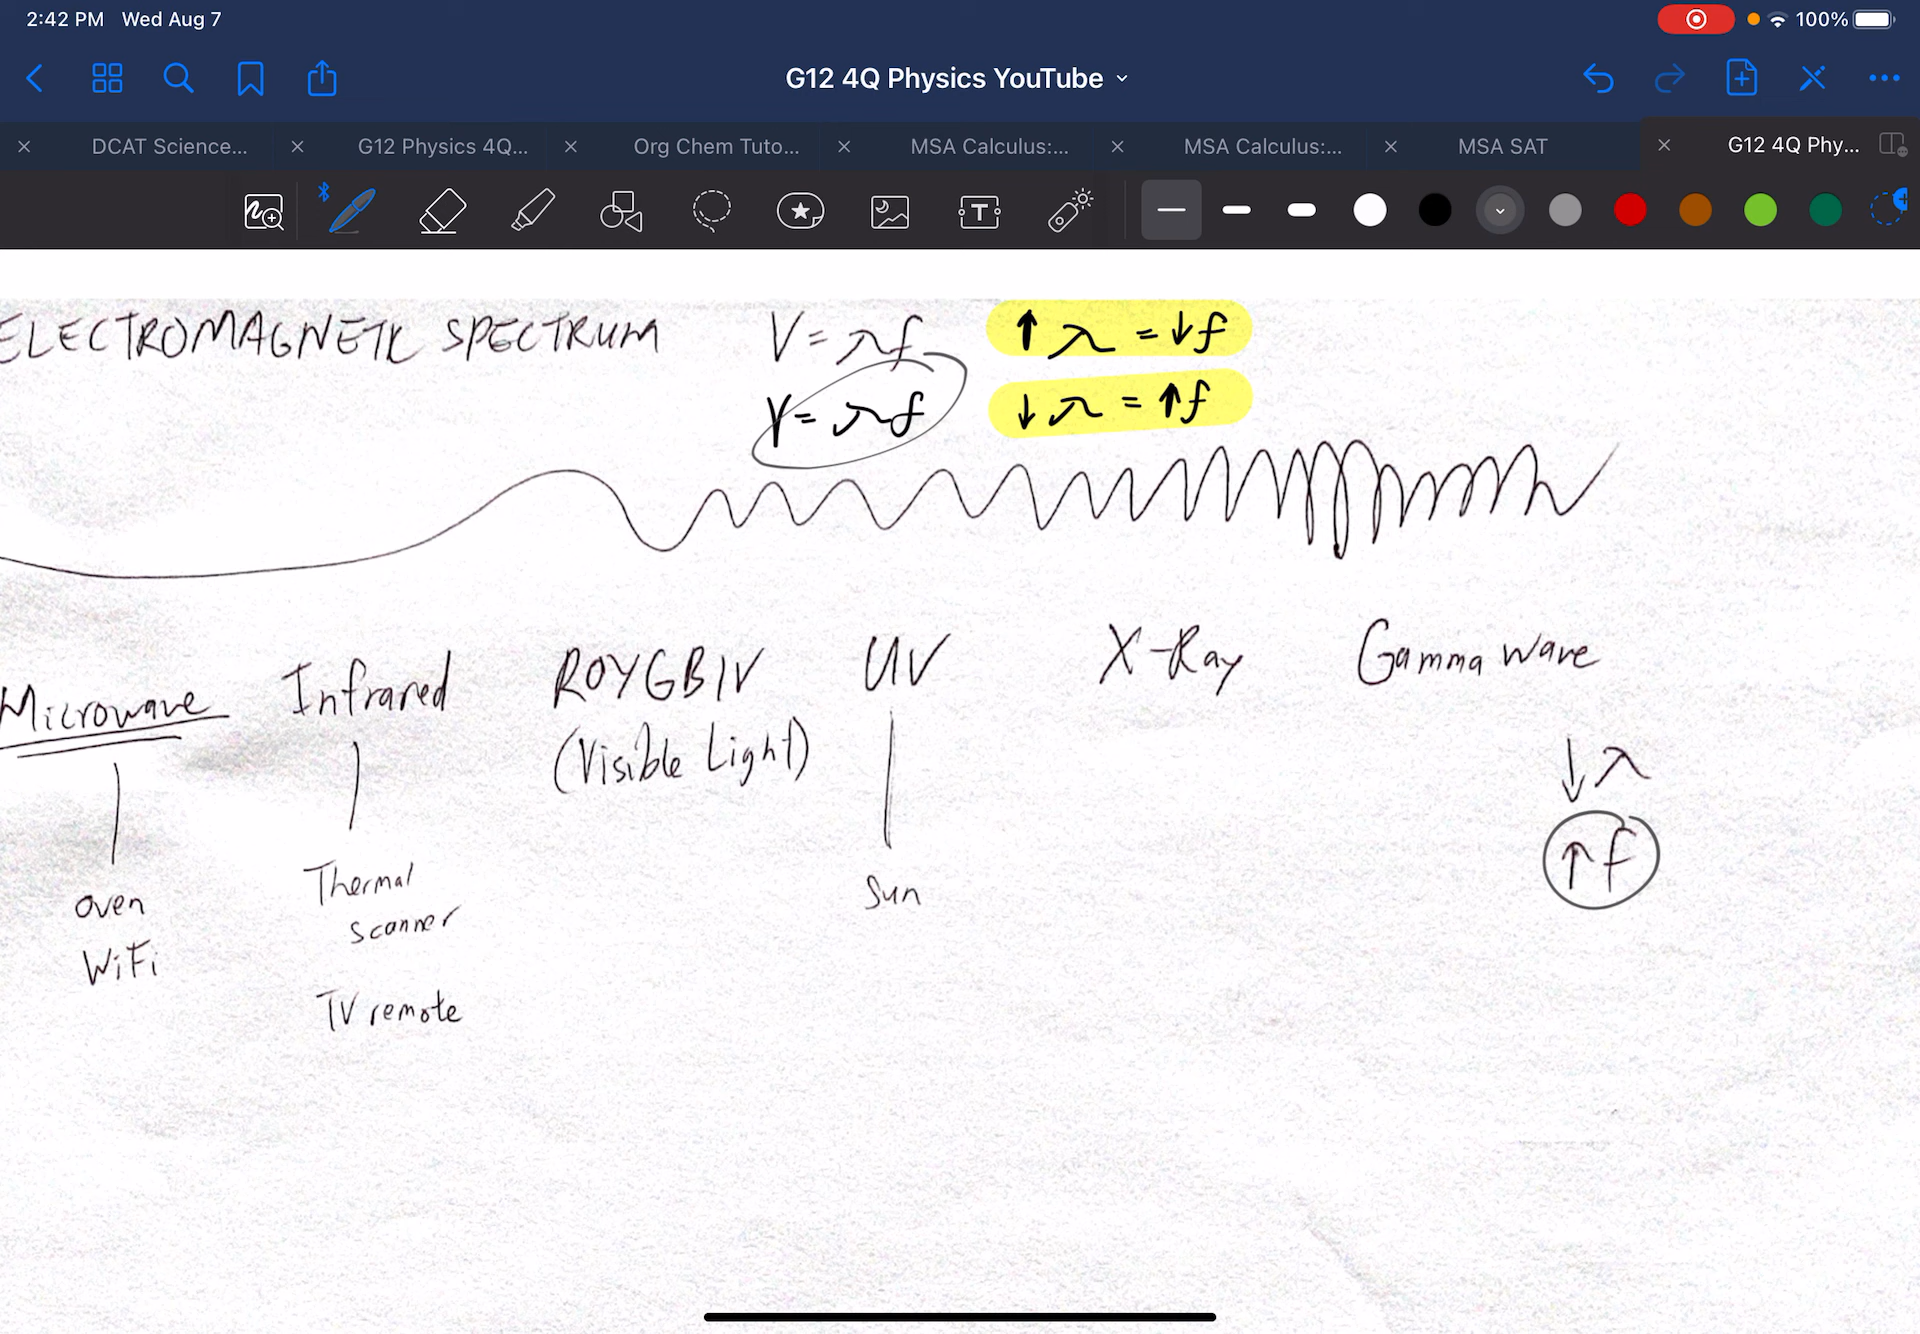 2:42 PM Wed Aug 7
100%
G12 4Q Physics YouTube
DCAT Science...
G12 Physics 4Q...
Org Chem Tuto...
MSA Calculus:...
MSA Calculus:...
MSA SAT
G12 4Q Phy...
ELECTROMAGNETIC SPECTRUM
V = λf
V = λf
↑ λ = ↓ f
↓ λ = ↑ f
Microwave
Infrared
ROYGBIV
(Visible Light)
UV
X-Ray
Gamma wave
oven
WiFi
Thermal
scanner
TV remote
Sun
↓ λ
↑ f